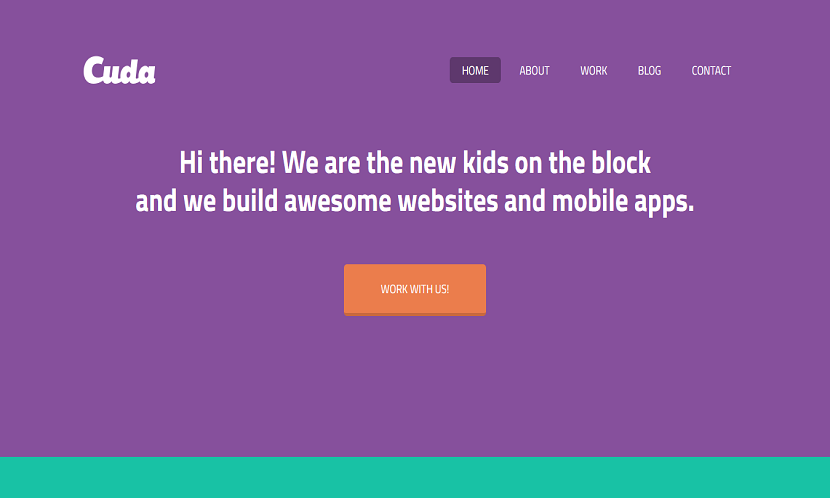 Cuda
HOME ABOUT WORK BLOG CONTACT
Hi there! We are the new kids on the block
and we build awesome websites and mobile apps.
WORK WITH US!